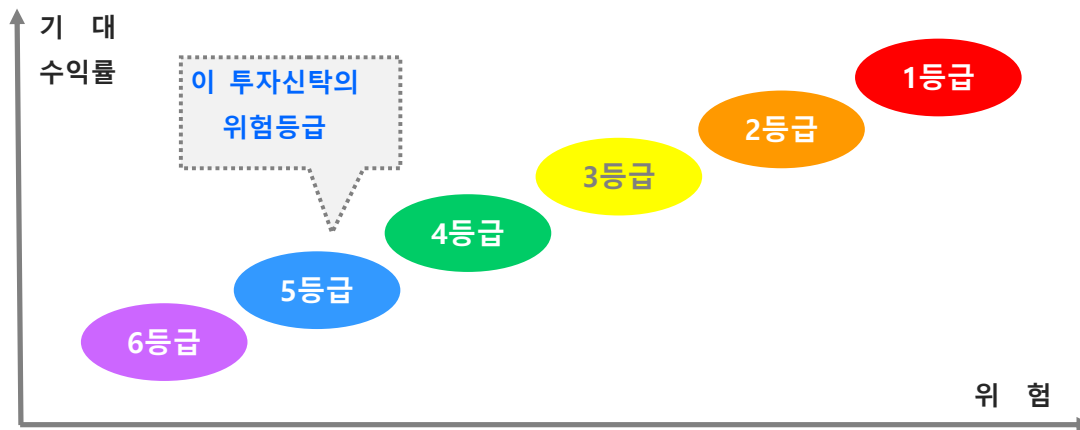 기 대
수익률
이 투자신탁의
위험등급
1등급
2등급
3등급
4등급
5등급
6등급
위 험